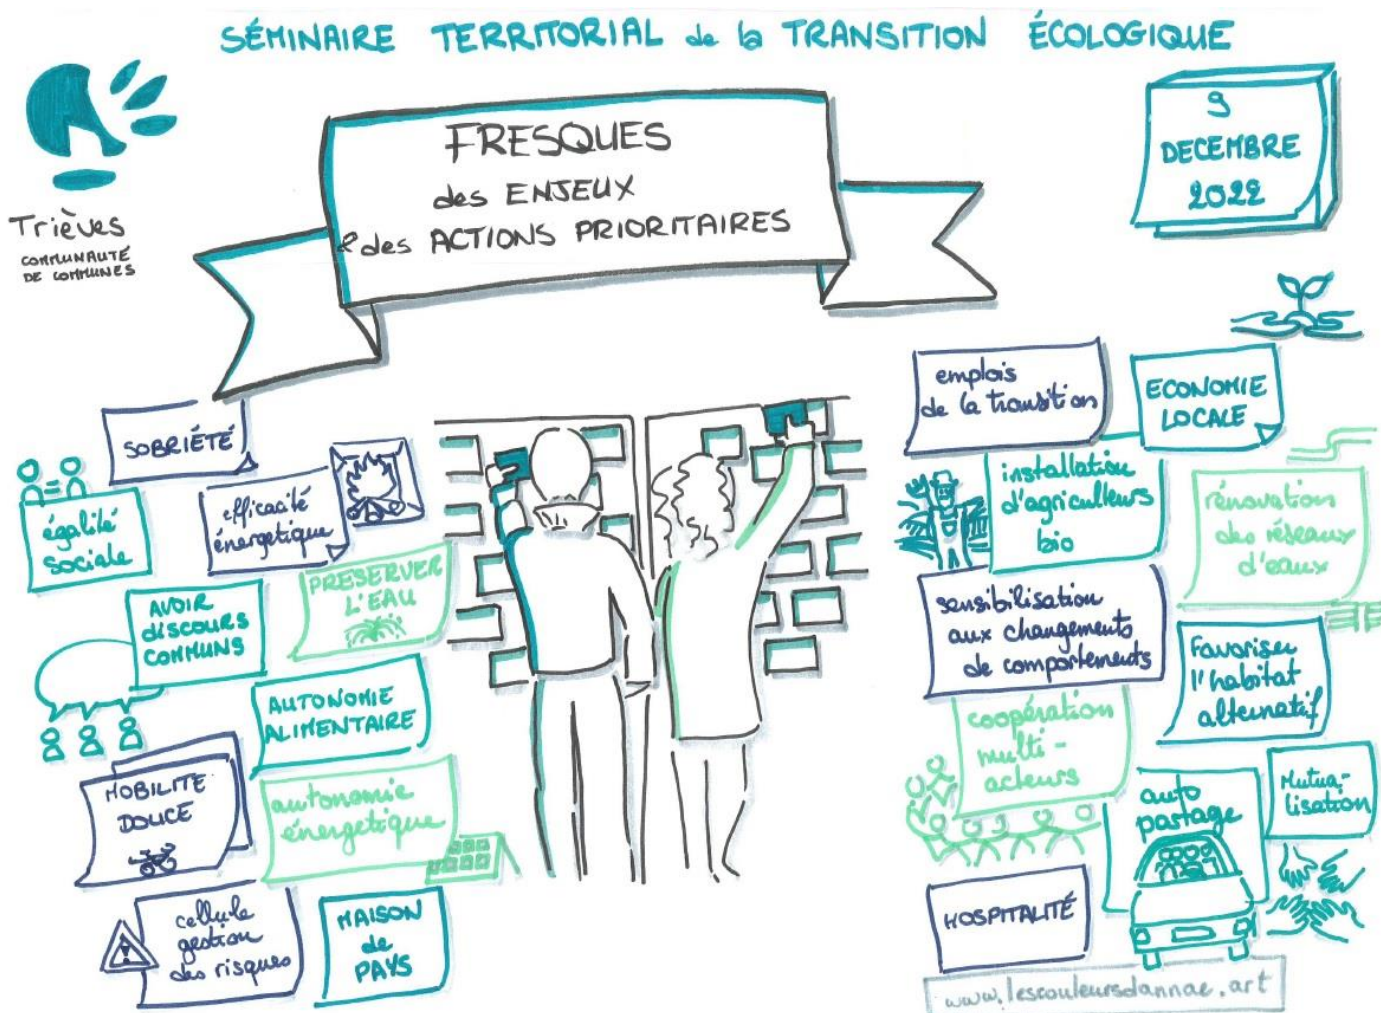 SÉMINAIRE TERRITORIAL de la TRANSITION ÉCOLOGIQUE
Trièves
COMMUNAUTÉ
DE COMMUNES
FRESQUES
des ENJEUX
& des ACTIONS PRIORITAIRES
9
DECEMBRE
2022
SOBRIÉTÉ
égalité
sociale
efficacité
énergetique
PRESERVER
L'EAU
AVOIR
discours
COMMUNS
AUTONOMIE
ALIMENTAIRE
MOBILITE
DOUCE
autonomie
énergetique
cellule
gestion
des risques
MAISON
de
PAYS
emplois
de la transition
ECONOMIE
LOCALE
installation
d'agriculteurs
bio
rénovation
des réseaux
d'eaux
sensibilisation
aux changements
de comportements
Favoriser
l'habitat
alternatif
coopération
multi-
acteurs
auto
partage
Mutua-
lisation
HOSPITALITÉ
www.lescouleursdannae.art